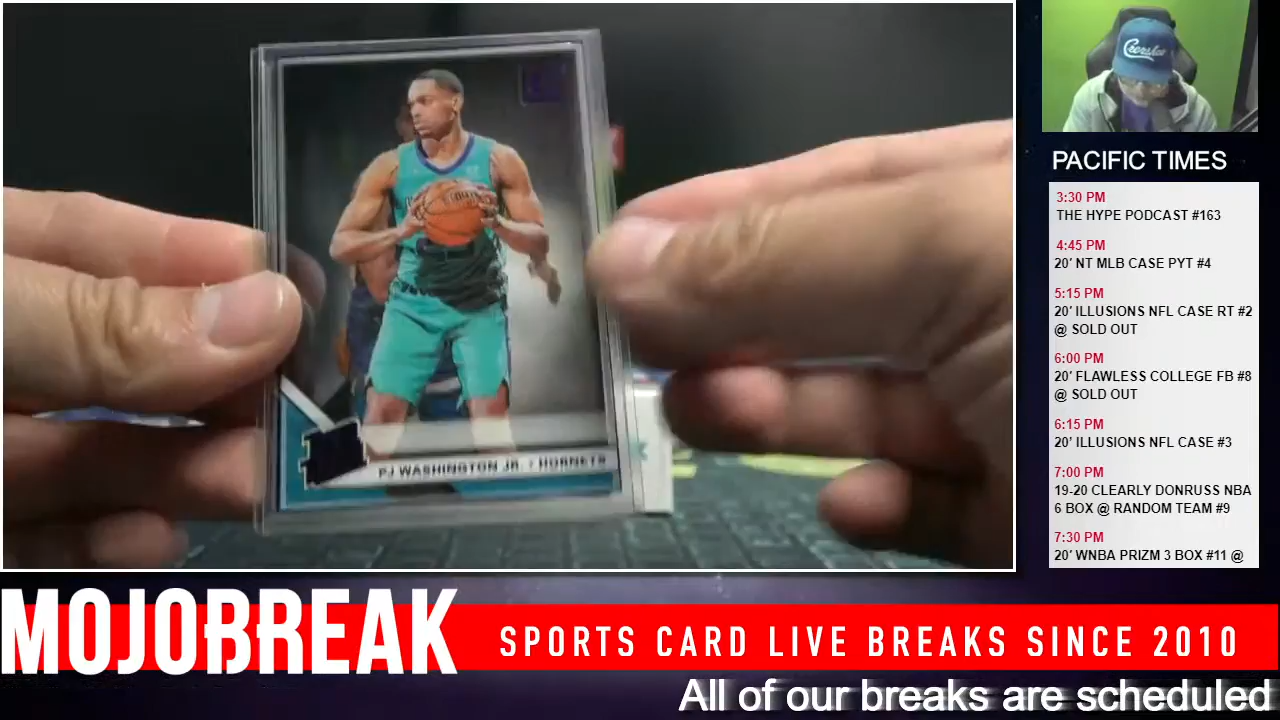 PJ WASHINGTON JR. • HORNETS
PACIFIC TIMES
3:30 PM
THE HYPE PODCAST #163
4:45 PM
20' NT MLB CASE PYT #4
5:15 PM
20' ILLUSIONS NFL CASE RT #2
@ SOLD OUT
6:00 PM
20' FLAWLESS COLLEGE FB #8
@ SOLD OUT
6:15 PM
20' ILLUSIONS NFL CASE #3
7:00 PM
19-20 CLEARLY DONRUSS NBA
6 BOX @ RANDOM TEAM #9
7:30 PM
20' WNBA PRIZM 3 BOX #11 @
MOJOBREAK
SPORTS CARD LIVE BREAKS SINCE 2010
All of our breaks are scheduled